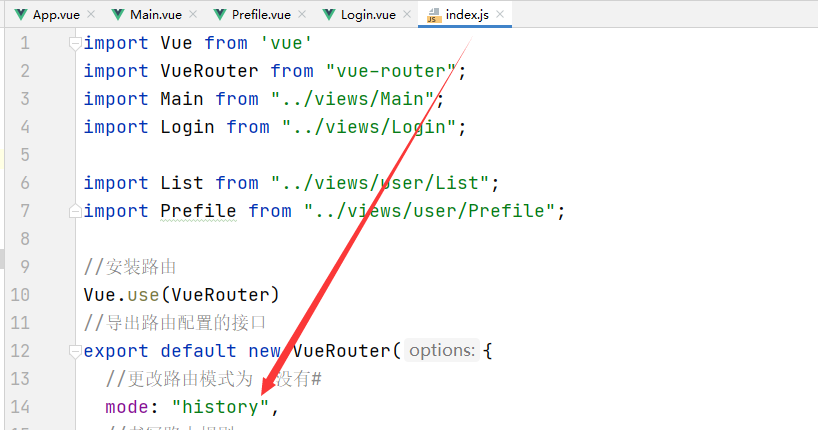 App.vue Main.vue Prefile.vue Login.vue index.js
1 import Vue from 'vue'
2 import VueRouter from "vue-router";
3 import Main from "../views/Main";
4 import Login from "../views/Login";
5
6 import List from "../views/user/List";
7 import Prefile from "../views/user/Prefile";
8
9 //安装路由
10 Vue.use(VueRouter)
11 //导出路由配置的接口
12 export default new VueRouter( options: {
13 //更改路由模式为 没有#
14 mode: "history",